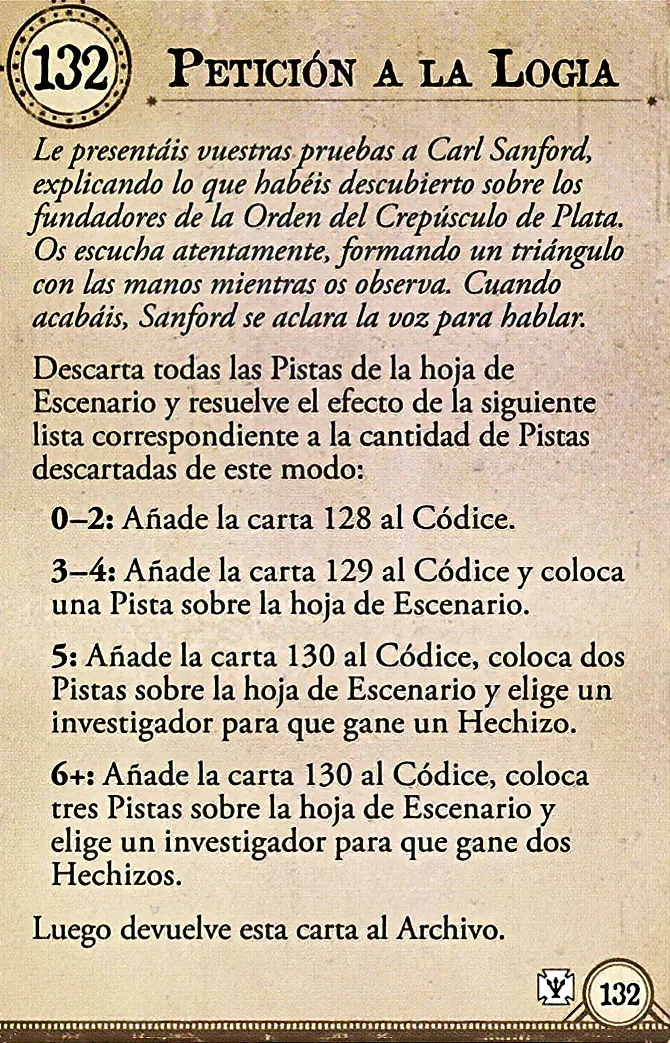 132
Petición a la Logia
Le presentáis vuestras pruebas a Carl Sanford,
explicando lo que habéis descubierto sobre los
fundadores de la Orden del Crepúsculo de Plata.
Os escucha atentamente, formando un triángulo
con las manos mientras os observa. Cuando
acabáis, Sanford se aclara la voz para hablar.
Descarta todas las Pistas de la hoja de
Escenario y resuelve el efecto de la siguiente
lista correspondiente a la cantidad de Pistas
descartadas de este modo:
0–2: Añade la carta 128 al Códice.
3–4: Añade la carta 129 al Códice y coloca
una Pista sobre la hoja de Escenario.
5: Añade la carta 130 al Códice, coloca dos
Pistas sobre la hoja de Escenario y elige un
investigador para que gane un Hechizo.
6+: Añade la carta 130 al Códice, coloca
tres Pistas sobre la hoja de Escenario y
elige un investigador para que gane dos
Hechizos.
Luego devuelve esta carta al Archivo.
132